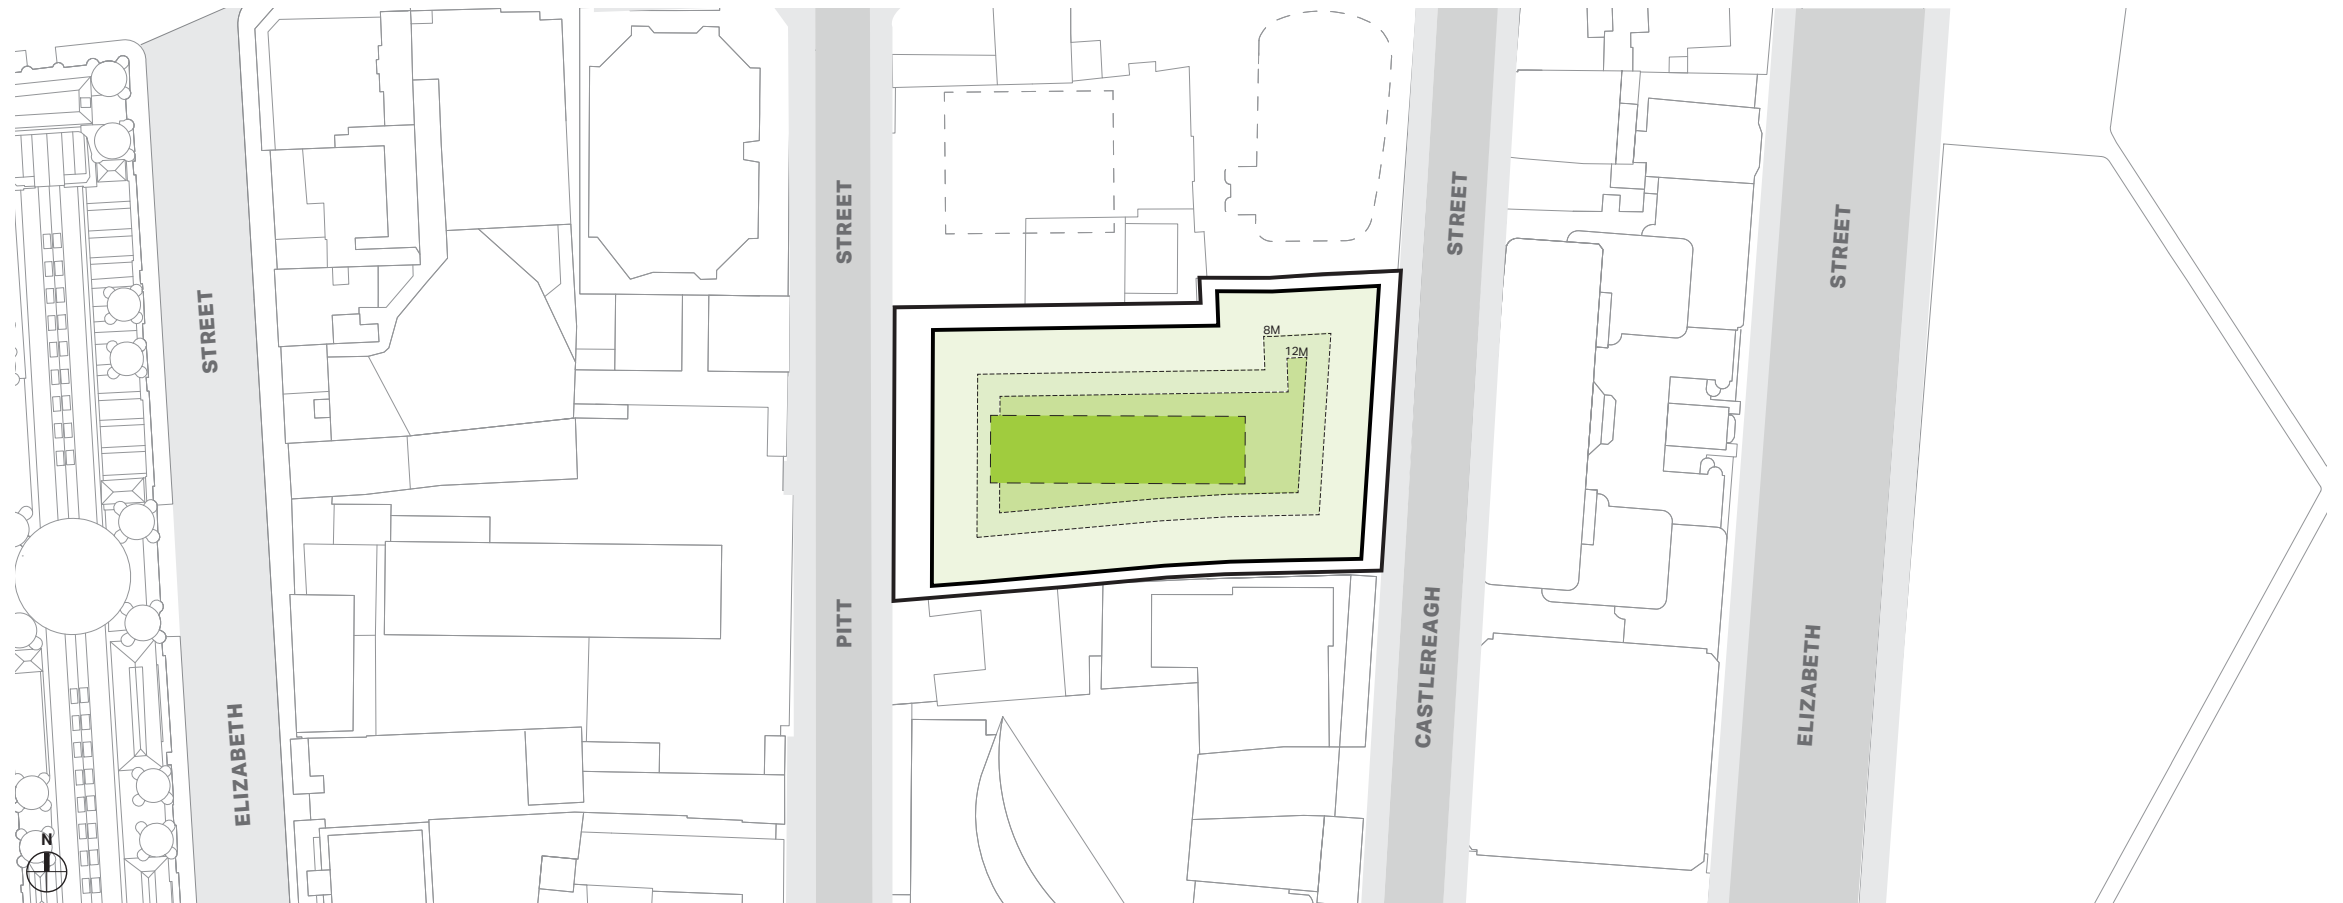 STREET
STREET
STREET
STREET
8M
12M
PITT
CASTLEREAGH
ELIZABETH
ELIZABETH
N